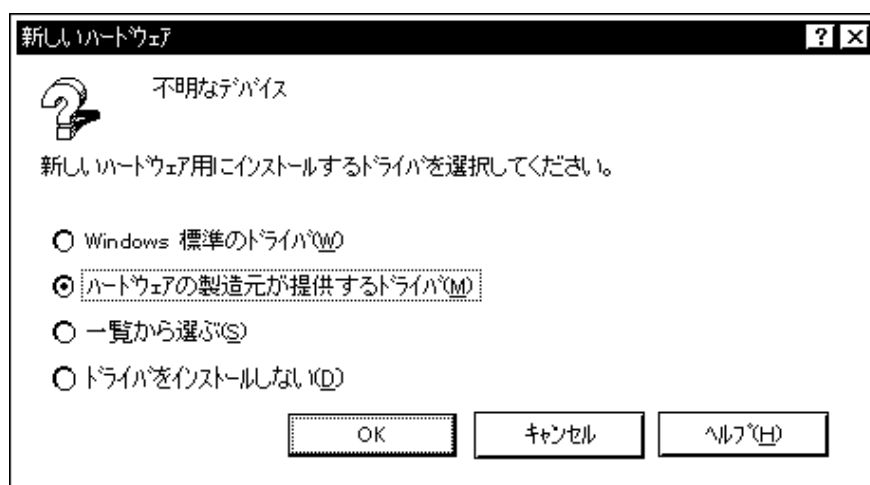 新しいハードウェア
不明なデバイス
新しいハードウェア用にインストールするドライバを選択してください。
Windows 標準のドライバ(W)
ハードウェアの製造元が提供するドライバ(M)
一覧から選ぶ(S)
ドライバをインストールしない(D)
OK キャンセル ヘルプ(H)